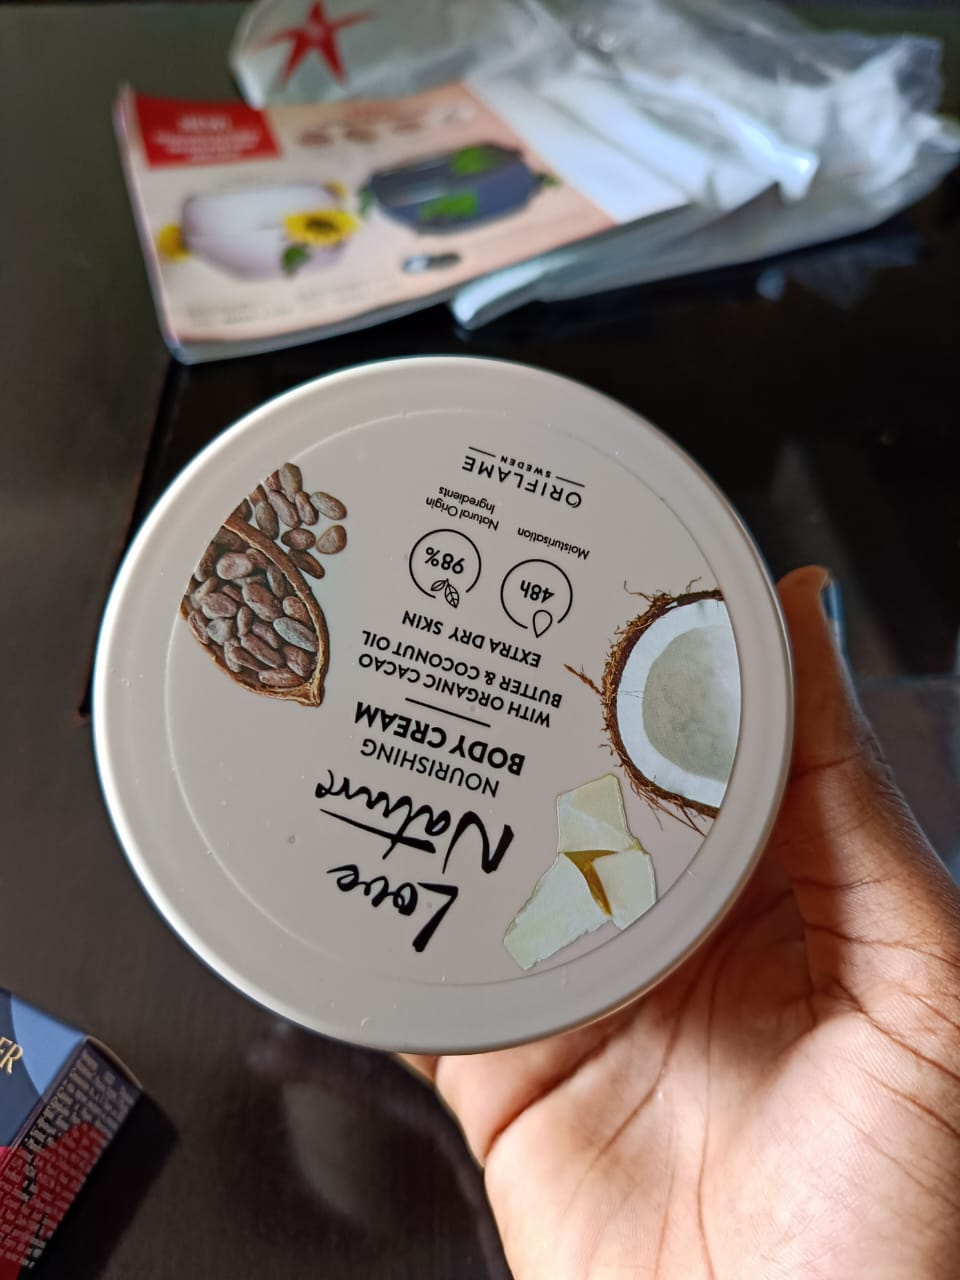 Love
Nature
NOURISHING
BODY CREAM
WITH ORGANIC CACAO
BUTTER & COCONUT OIL
EXTRA DRY SKIN
48h
Moisturisation
98%
Natural Origin
Ingredients
ORIFLAME
SWEDEN
ER